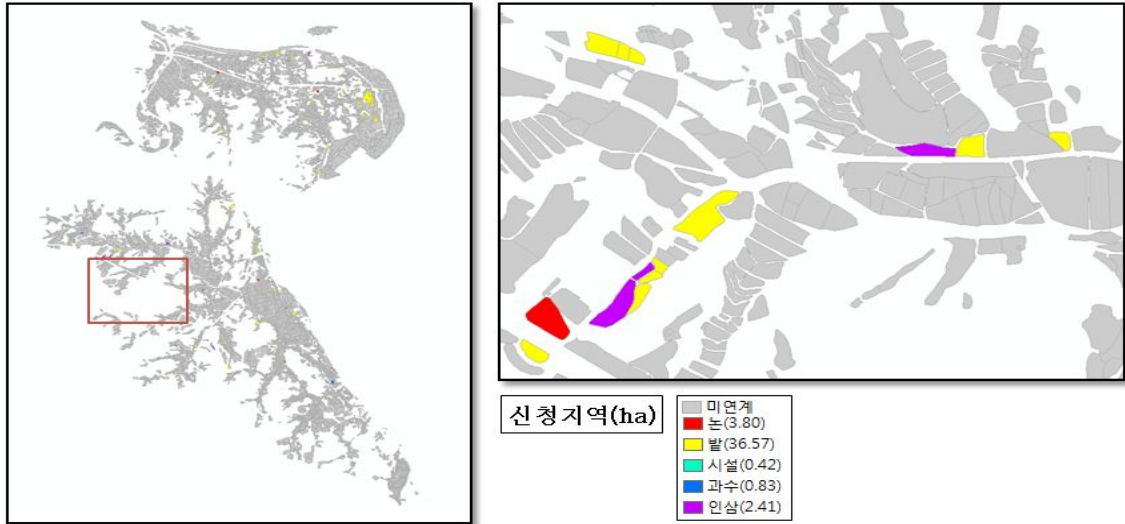 신청지역(ha)
미연계
논(3.80)
밭(36.57)
시설(0.42)
과수(0.83)
인삼(2.41)